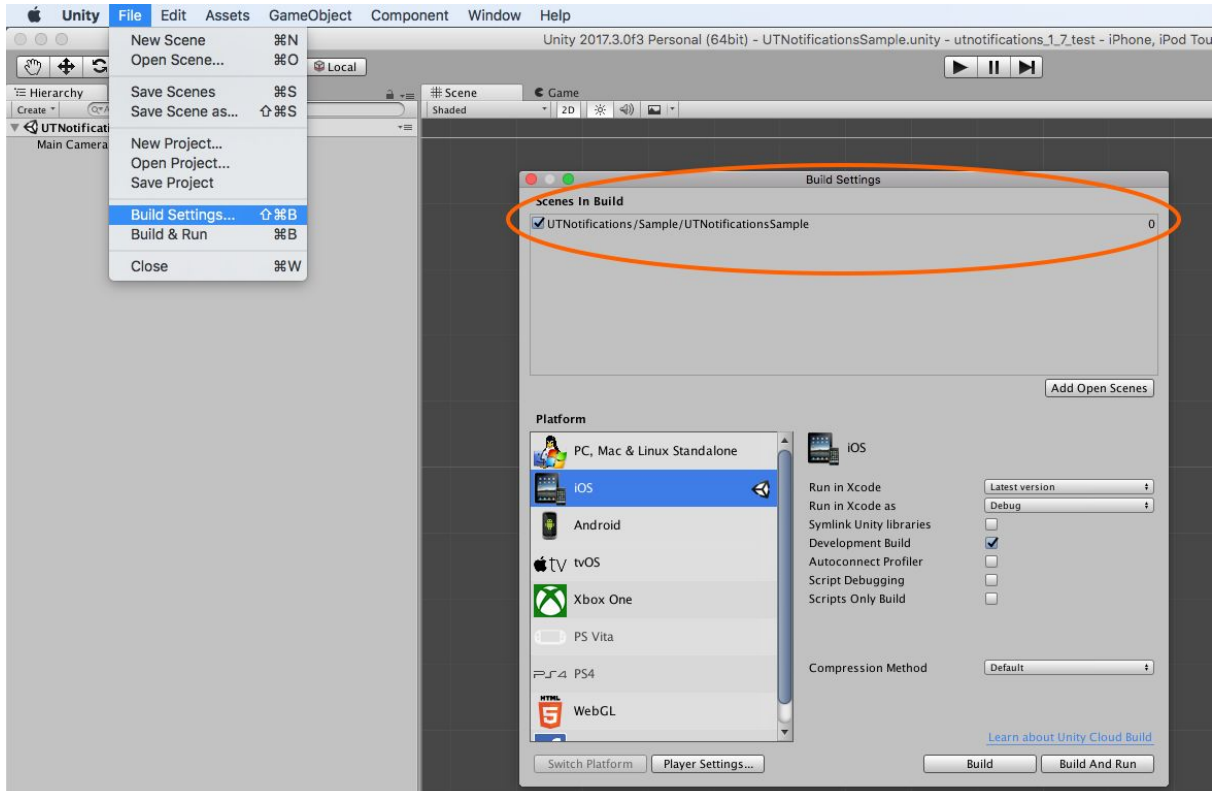 Unity File Edit Assets GameObject Component Window Help
Unity 2017.3.0f3 Personal (64bit) - UTNotificationsSample.unity - utnotifications_1_7_test - iPhone, iPod Tou
New Scene ⌘N
Open Scene... ⌘O
Save Scenes ⌘S
Save Scene as... ⇧⌘S
New Project...
Open Project...
Save Project
Build Settings... ⇧⌘B
Build & Run ⌘B
Close ⌘W
Local
Hierarchy
Create
UTNotificati
Main Camera
Scene Game
Shaded 2D
Build Settings
Scenes In Build
UTNotifications/Sample/UTNotificationsSample 0
Add Open Scenes
Platform
PC, Mac & Linux Standalone
iOS
Android
tv tvOS
Xbox One
PS Vita
PS4 PS4
HTML
5 WebGL
iOS
Run in Xcode Latest version
Run in Xcode as Debug
Symlink Unity libraries
Development Build
Autoconnect Profiler
Script Debugging
Scripts Only Build
Compression Method Default
Learn about Unity Cloud Build
Switch Platform Player Settings... Build Build And Run